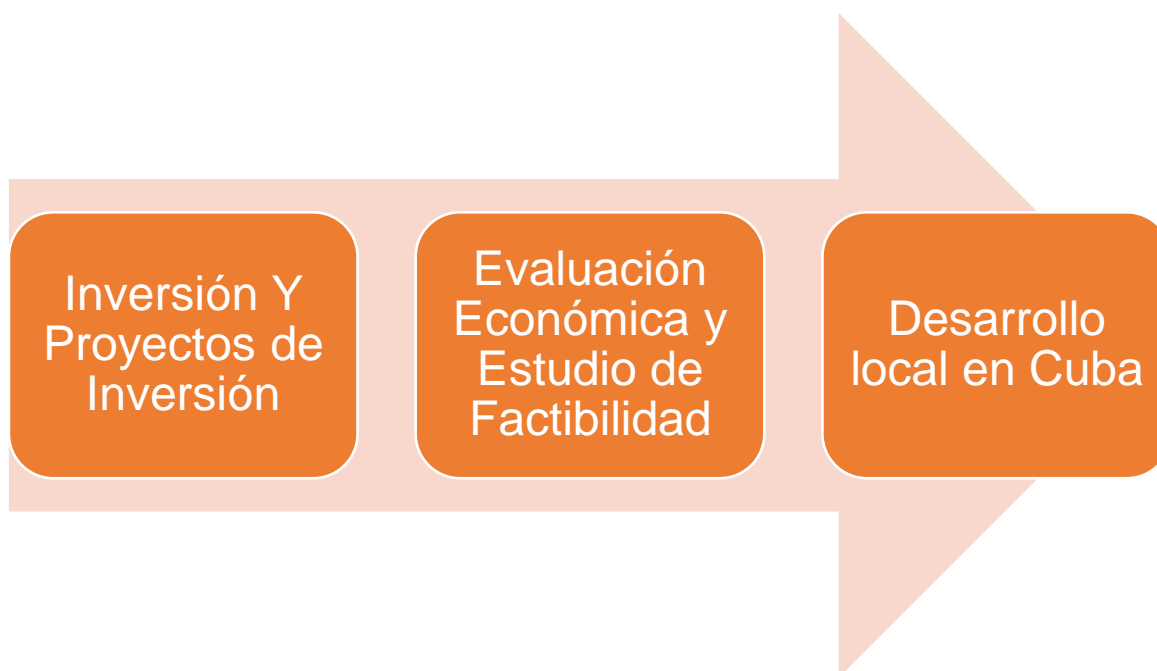 Inversión Y
Proyectos de
Inversión
Evaluación
Económica y
Estudio de
Factibilidad
Desarrollo
local en Cuba